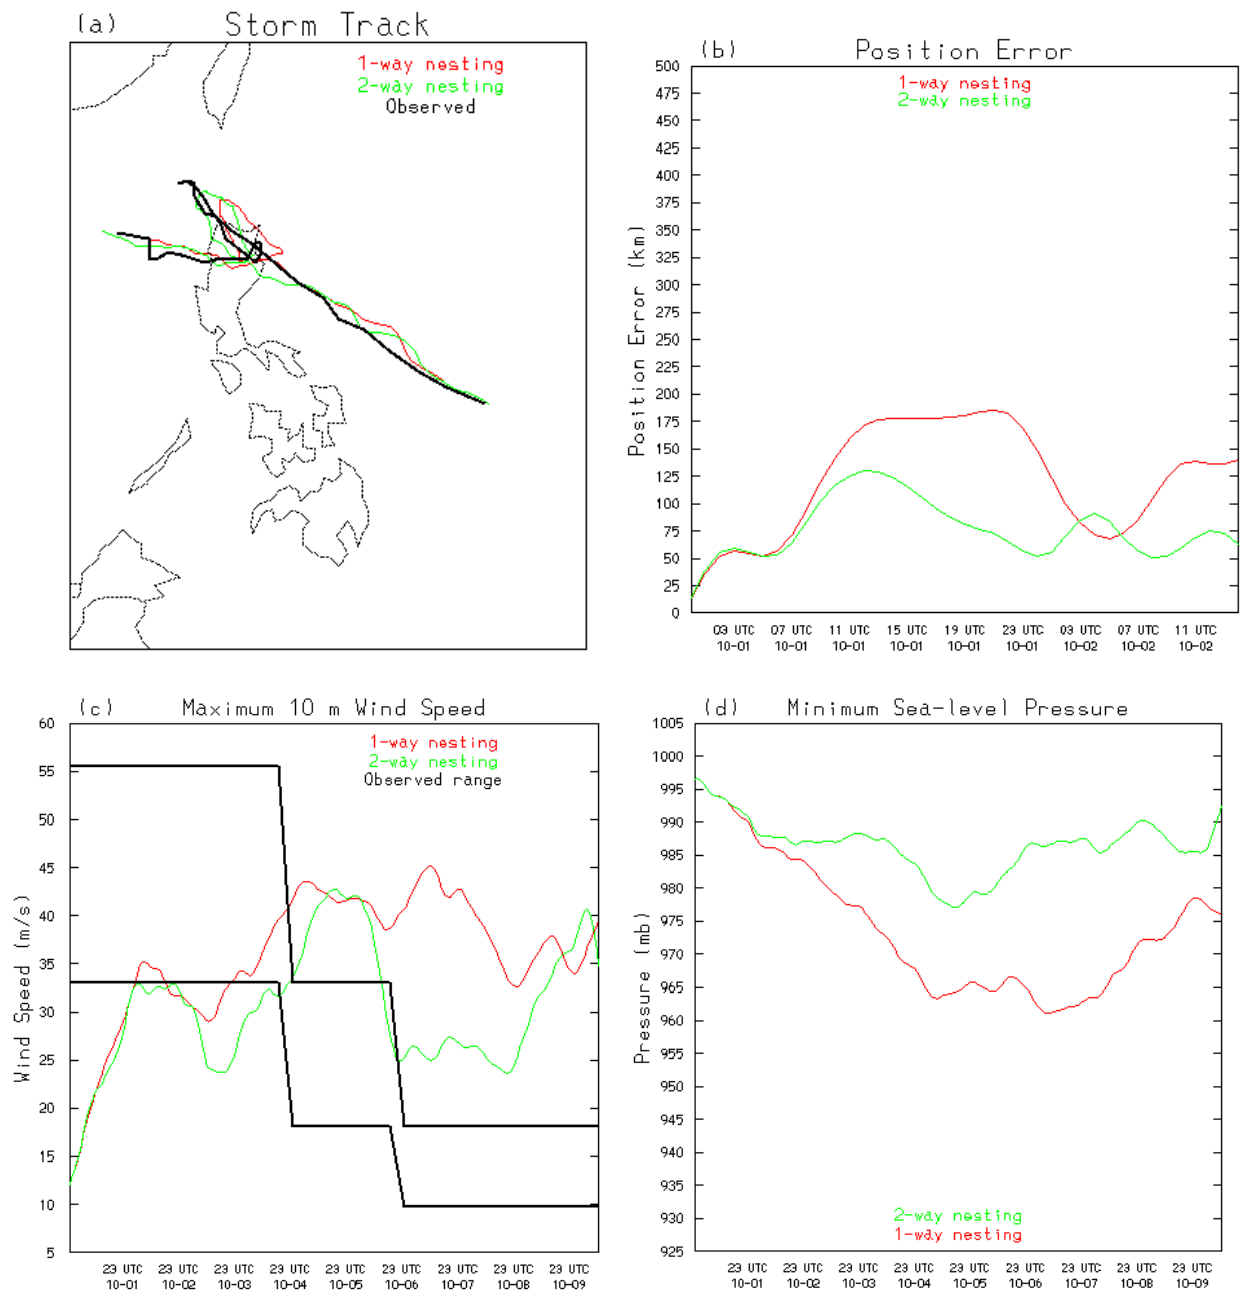 (a) Storm Track
1-way nesting
2-way nesting
Observed
(b) Position Error
1-way nesting
2-way nesting
Position Error (km)
500
475
450
425
400
375
350
325
300
275
250
225
200
175
150
125
100
75
50
25
0
03 UTC 07 UTC 11 UTC 15 UTC 19 UTC 23 UTC 03 UTC 07 UTC 11 UTC
10-01 10-01 10-01 10-01 10-01 10-01 10-02 10-02 10-02
(c) Maximum 10 m Wind Speed
1-way nesting
2-way nesting
Observed range
Wind Speed (m/s)
60
55
50
45
40
35
30
25
20
15
10
5
23 UTC 23 UTC 23 UTC 23 UTC 23 UTC 23 UTC 23 UTC 23 UTC 23 UTC
10-01 10-02 10-03 10-04 10-05 10-06 10-07 10-08 10-09
(d) Minimum Sea-level Pressure
Pressure (mb)
1005
1000
995
990
985
980
975
970
965
960
955
950
945
940
935
930
925
2-way nesting
1-way nesting
23 UTC 23 UTC 23 UTC 23 UTC 23 UTC 23 UTC 23 UTC 23 UTC 23 UTC
10-01 10-02 10-03 10-04 10-05 10-06 10-07 10-08 10-09